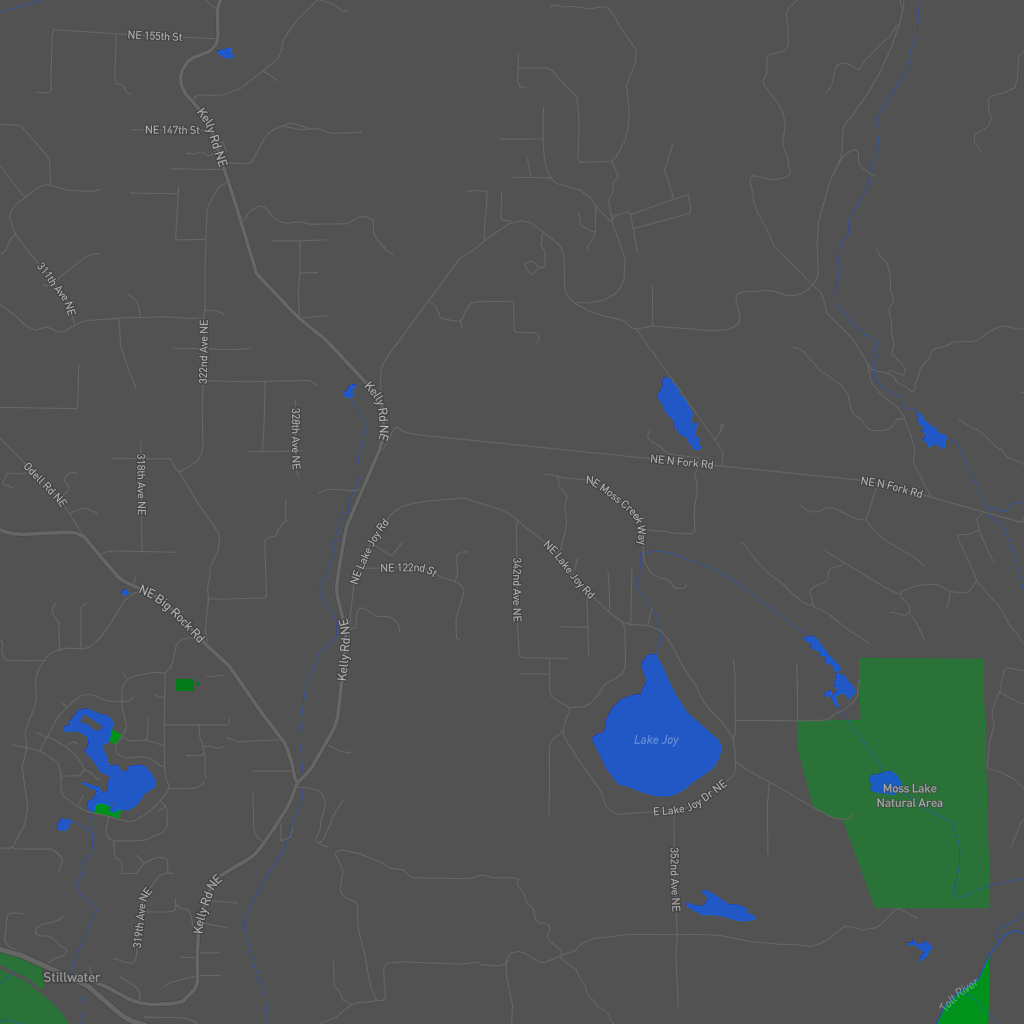 NE 155th St
Kelly Rd NE
NE 147th St
311th Ave NE
322nd Ave NE
Kelly Rd NE
328th Ave NE
318th Ave NE
Odell Rd NE
NE N Fork Rd
NE N Fork Rd
NE Moss Creek Way
NE Lake Joy Rd
NE 122nd St
342nd Ave NE
NE Lake Joy Rd
NE Big Rock Rd
Kelly Rd NE
Lake Joy
E Lake Joy Dr NE
Moss Lake
Natural Area
352nd Ave NE
319th Ave NE
Kelly Rd NE
Stillwater
Tolt River